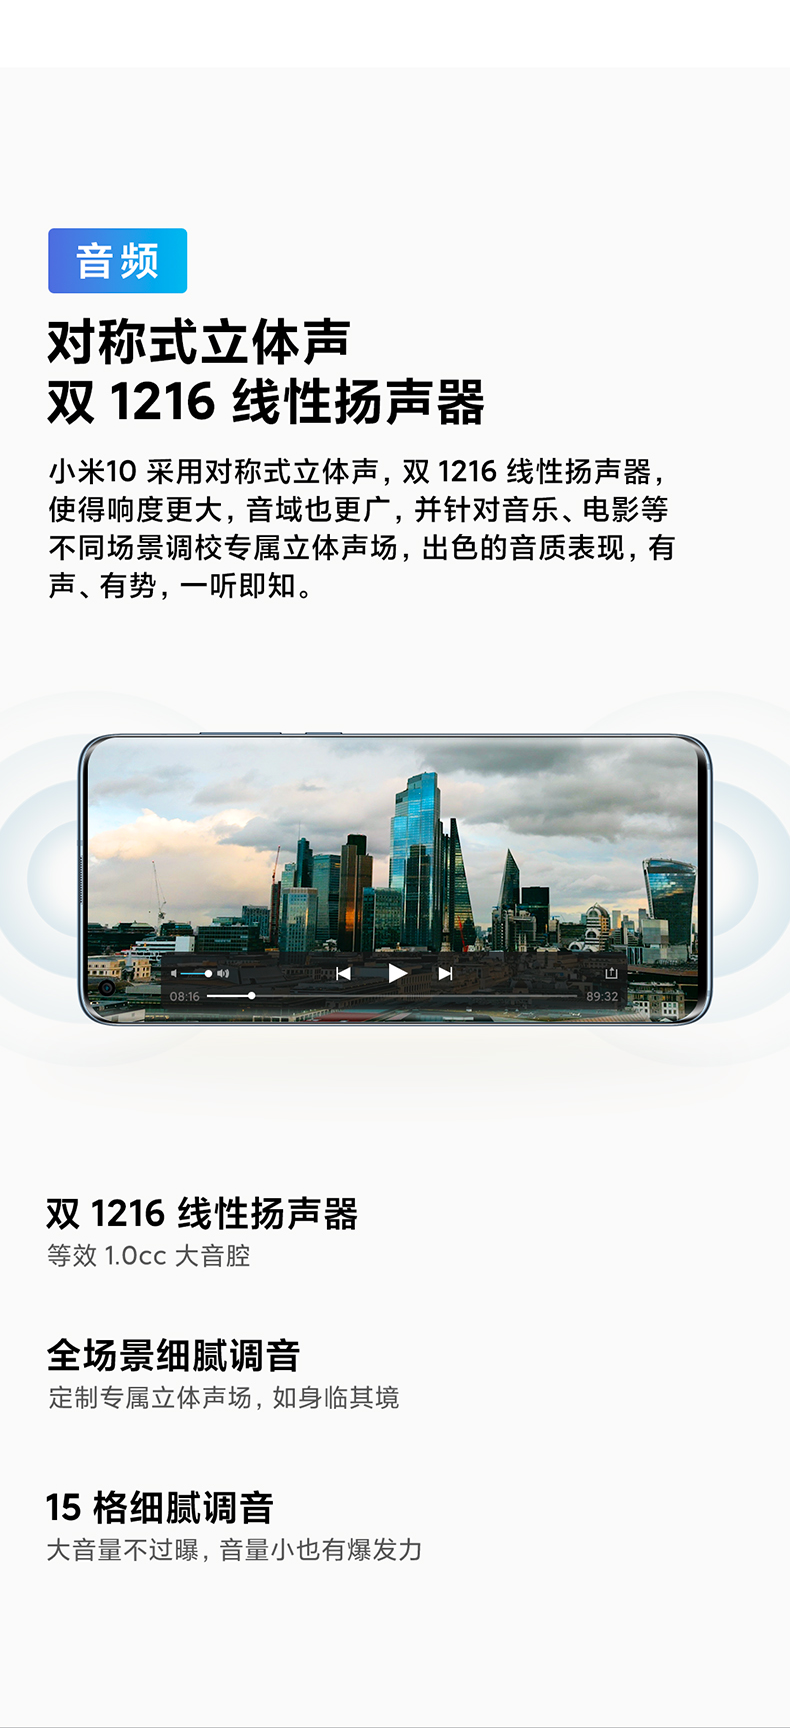 音频
对称式立体声
双 1216 线性扬声器
小米10 采用对称式立体声，双 1216 线性扬声器，
使得响度更大，音域也更广，并针对音乐、电影等
不同场景调校专属立体声场，出色的音质表现，有
声、有势，一听即知。
08:16
89:32
双 1216 线性扬声器
等效 1.0cc 大音腔
全场景细腻调音
定制专属立体声场，如身临其境
15 格细腻调音
大音量不过曝，音量小也有爆发力